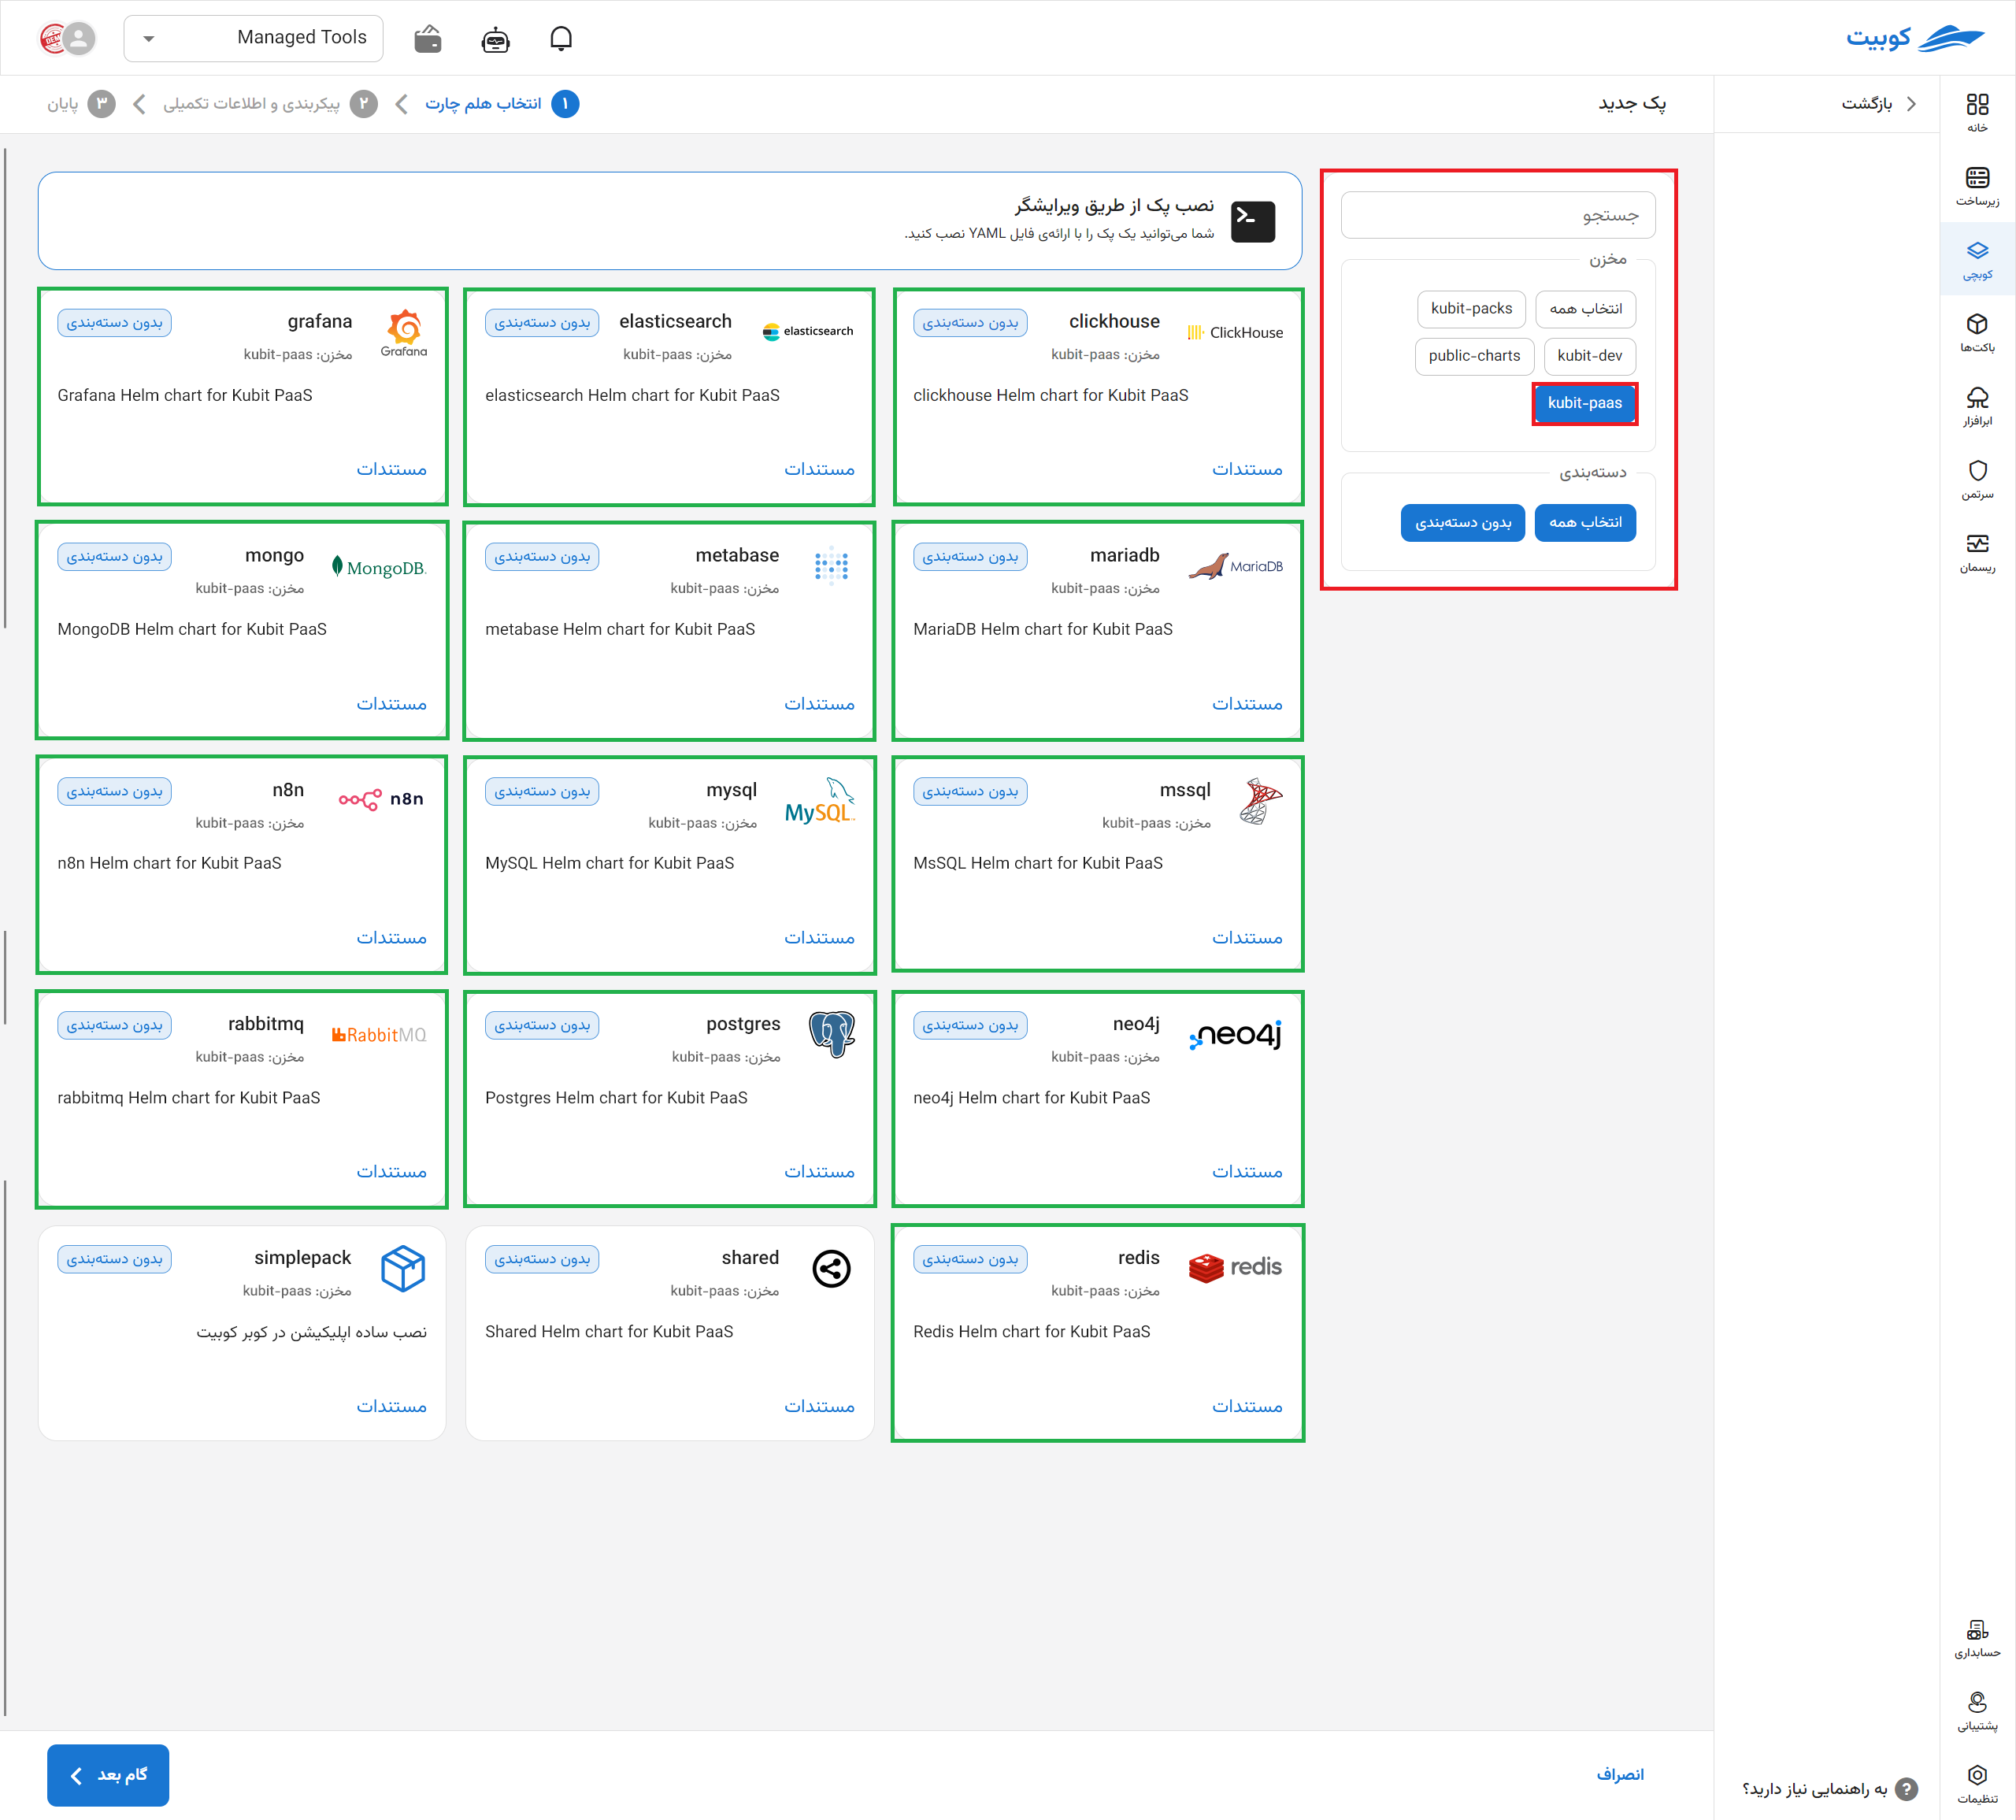 کوبیت
Managed Tools
بازگشت
پک جدید
۱ انتخاب هلم چارت
۲ پیکربندی و اطلاعات تکمیلی
۳ پایان
خانه
زیرساخت
کوبچی
باکت‌ها
ابرافزار
سرتمن
ریسمان
حسابداری
پشتیبانی
تنظیمات
جستجو
مخزن
انتخاب همه
kubit-packs
kubit-dev
public-charts
kubit-paas
دسته‌بندی
انتخاب همه
بدون دسته‌بندی
نصب پک از طریق ویرایشگر
شما می‌توانید یک پک را با ارائه‌ی فایل YAML نصب کنید.
ClickHouse
clickhouse
بدون دسته‌بندی
مخزن: kubit-paas
clickhouse Helm chart for Kubit PaaS
مستندات
elasticsearch
elasticsearch
بدون دسته‌بندی
مخزن: kubit-paas
elasticsearch Helm chart for Kubit PaaS
مستندات
Grafana
grafana
بدون دسته‌بندی
مخزن: kubit-paas
Grafana Helm chart for Kubit PaaS
مستندات
MariaDB
mariadb
بدون دسته‌بندی
مخزن: kubit-paas
MariaDB Helm chart for Kubit PaaS
مستندات
metabase
بدون دسته‌بندی
مخزن: kubit-paas
metabase Helm chart for Kubit PaaS
مستندات
MongoDB.
mongo
بدون دسته‌بندی
مخزن: kubit-paas
MongoDB Helm chart for Kubit PaaS
مستندات
mssql
بدون دسته‌بندی
مخزن: kubit-paas
MsSQL Helm chart for Kubit PaaS
مستندات
MySQL
mysql
بدون دسته‌بندی
مخزن: kubit-paas
MySQL Helm chart for Kubit PaaS
مستندات
n8n
n8n
بدون دسته‌بندی
مخزن: kubit-paas
n8n Helm chart for Kubit PaaS
مستندات
neo4j
neo4j
بدون دسته‌بندی
مخزن: kubit-paas
neo4j Helm chart for Kubit PaaS
مستندات
postgres
بدون دسته‌بندی
مخزن: kubit-paas
Postgres Helm chart for Kubit PaaS
مستندات
RabbitMQ
rabbitmq
بدون دسته‌بندی
مخزن: kubit-paas
rabbitmq Helm chart for Kubit PaaS
مستندات
redis
redis
بدون دسته‌بندی
مخزن: kubit-paas
Redis Helm chart for Kubit PaaS
مستندات
shared
بدون دسته‌بندی
مخزن: kubit-paas
Shared Helm chart for Kubit PaaS
مستندات
simplepack
بدون دسته‌بندی
مخزن: kubit-paas
نصب ساده اپلیکیشن در کوبر کوبیت
مستندات
به راهنمایی نیاز دارید؟
انصراف
گام بعد